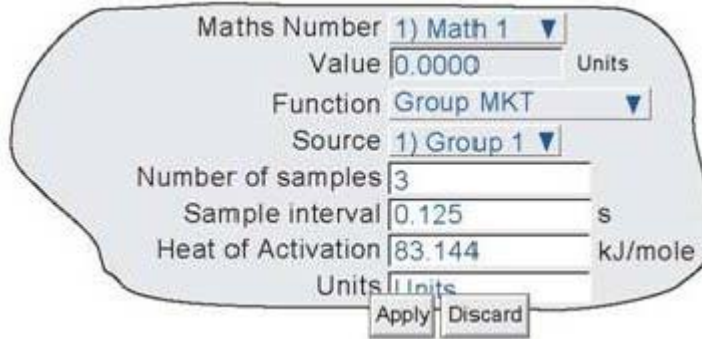 Maths Number 1) Math 1
Value 0.0000 Units
Function Group MKT
Source 1) Group 1
Number of samples 3
Sample interval 0.125 s
Heat of Activation 83.144 kJ/mole
Units Units
Apply Discard